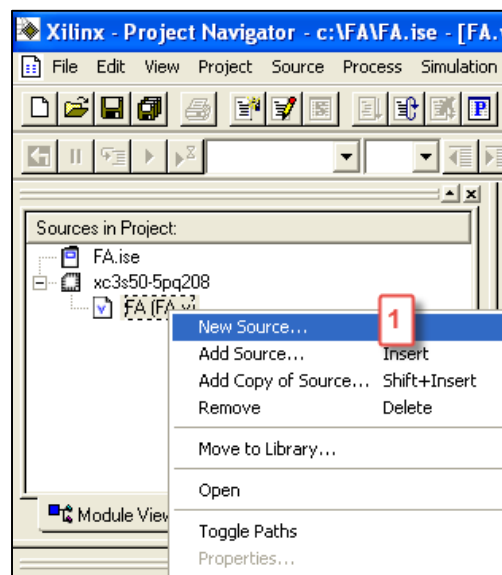 Xilinx - Project Navigator - c:\FA\FA.ise - [FA.v
File Edit View Project Source Process Simulation
P
Sources in Project:
FA.ise
xc3s50-5pq208
V FA (FA.v)
New Source... 1
Add Source... Insert
Add Copy of Source... Shift+Insert
Remove Delete
Move to Library...
Open
Module View
Toggle Paths
Properties...